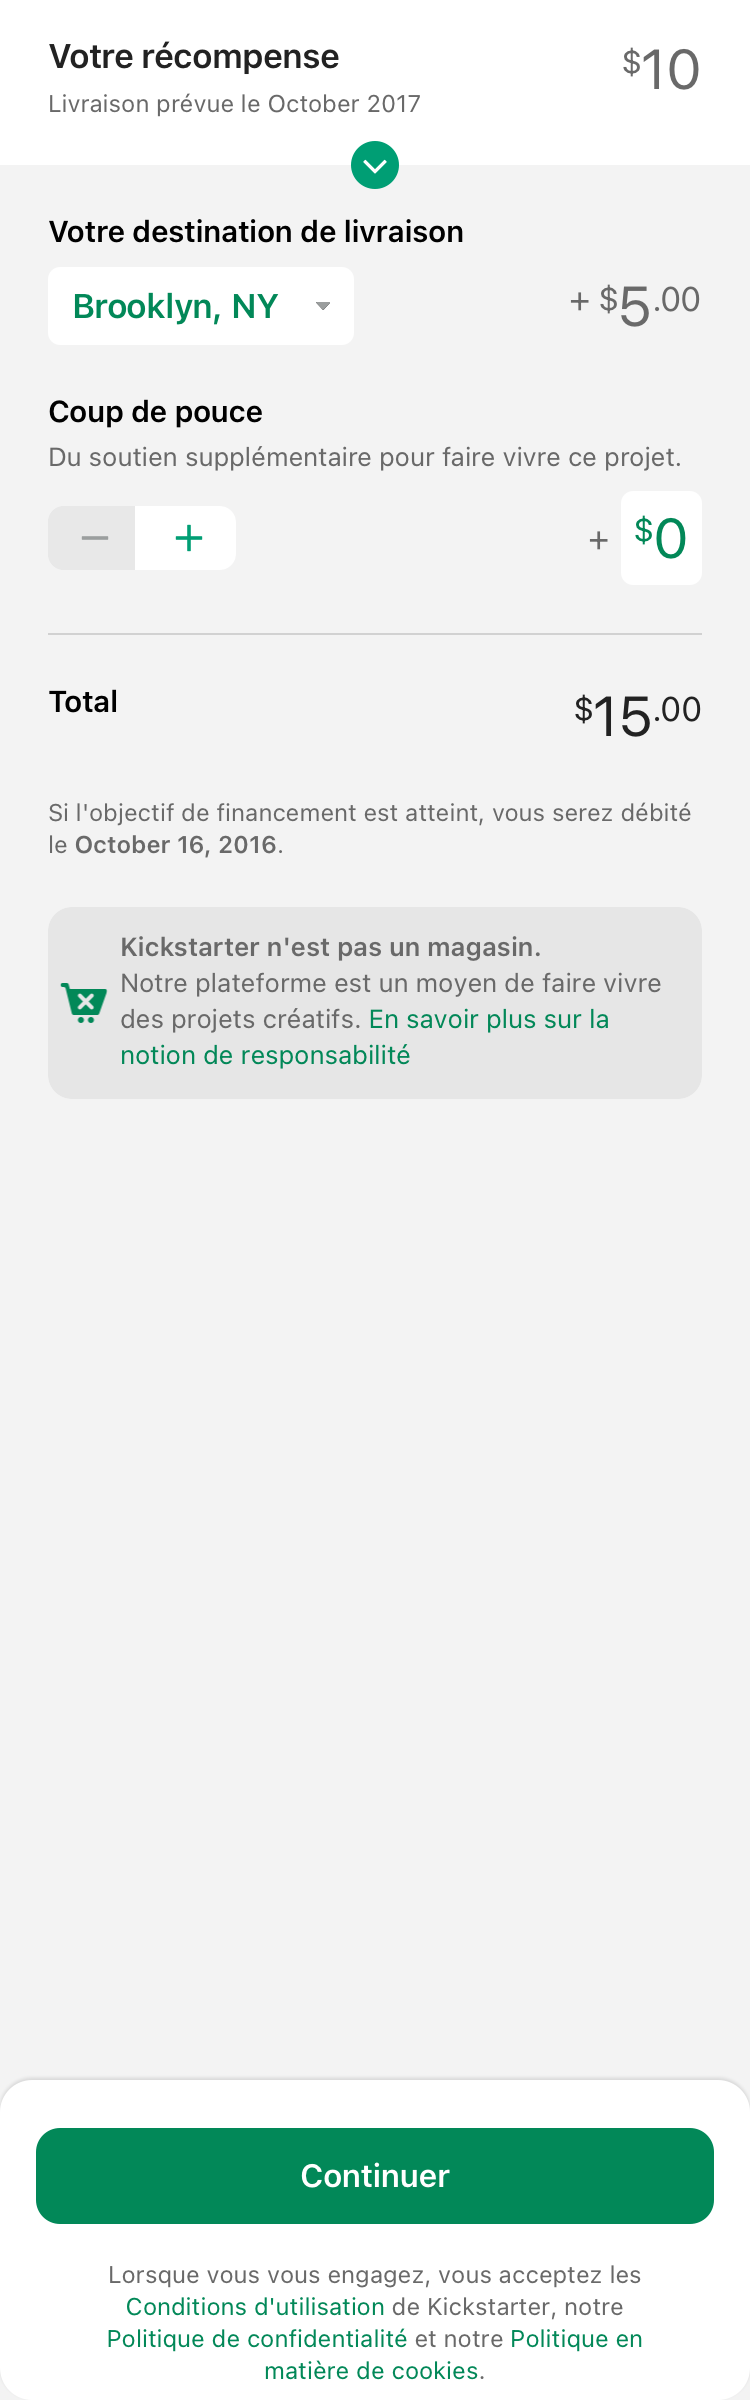 Votre récompense
$10
Livraison prévue le October 2017
Votre destination de livraison
Brooklyn, NY
+ $5.00
Coup de pouce
Du soutien supplémentaire pour faire vivre ce projet.
− +
+ $0
Total
$15.00
Si l'objectif de financement est atteint, vous serez débité
le October 16, 2016.
Kickstarter n'est pas un magasin.
Notre plateforme est un moyen de faire vivre
des projets créatifs. En savoir plus sur la
notion de responsabilité
Continuer
Lorsque vous vous engagez, vous acceptez les
Conditions d'utilisation de Kickstarter, notre
Politique de confidentialité et notre Politique en
matière de cookies.